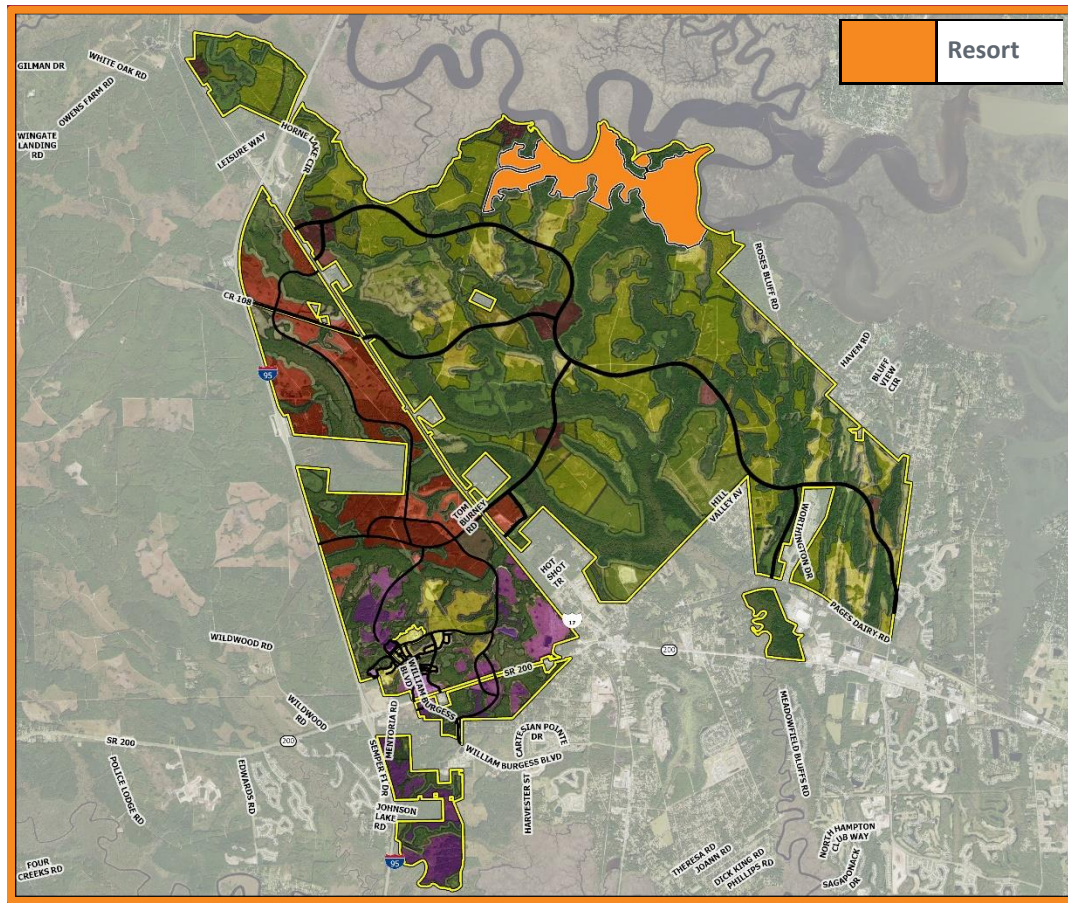 Resort
WHITE OAK RD
GILMAN DR
OWENS FARM RD
WINGATE
LANDING
RD
LEISURE WAY
HORNE LAKE CIR
ROSES BLUFF RD
CR 108
95
HAVEN RD
BLUFF
VIEW
CIR
TOM
BURNEY
RD
HILL
VALLEY AV
WORTHINGTON DR
HOT
SHOT
TR
17
PAGES DAIRY RD
WILDWOOD RD
200
SR 200
WILLIAM BURGESS
BLVD
WILDWOOD
RD
MENTORIA RD
200
SR 200
CARTESIAN POINTE
DR
WILLIAM BURGESS BLVD
SEMPER FI DR
MEADOWFIELD BLUFFS RD
POLICE LODGE RD
EDWARDS RD
HARVESTER ST
JOHNSON
LAKE
RD
95
FOUR
CREEKS RD
THERESA RD
JOANN RD
DICK KING RD
PHILLIPS RD
NORTH HAMPTON
CLUB WAY
SAGAPONACK
DR